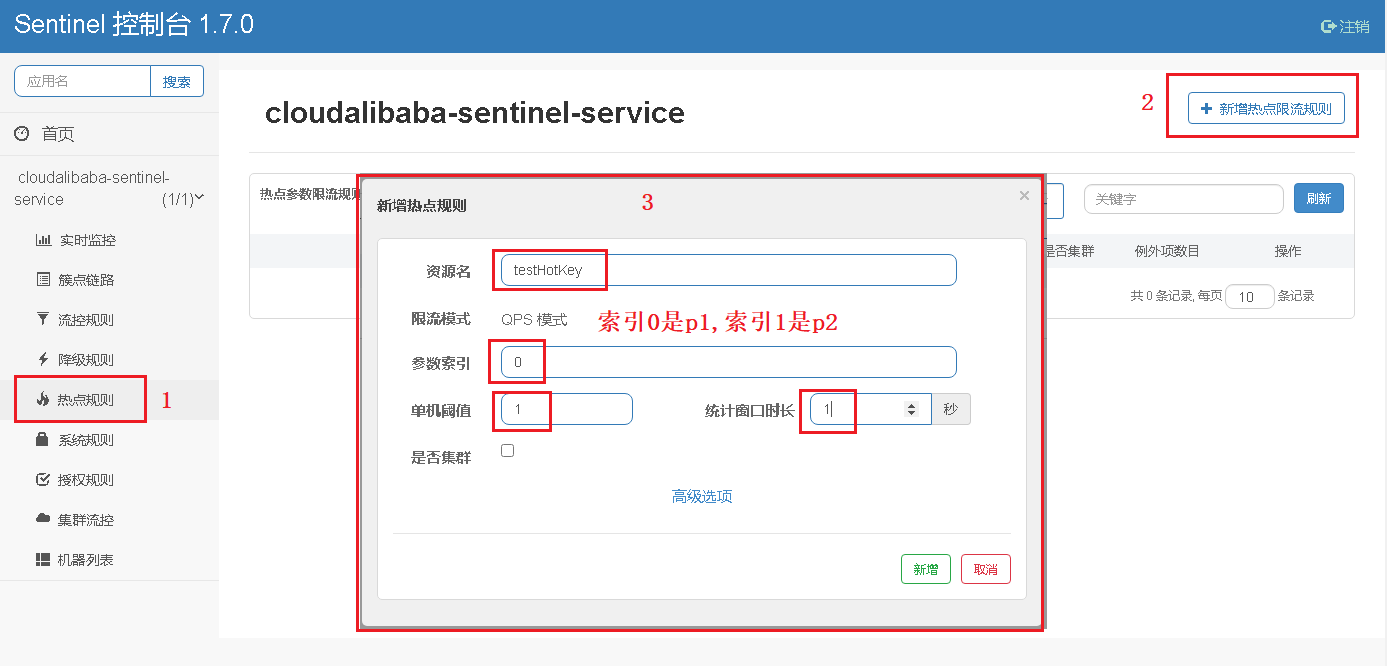 Sentinel 控制台 1.7.0
注销
应用名
搜索
首页
cloudalibaba-sentinel-service
(1/1)
实时监控
簇点链路
流控规则
降级规则
热点规则
1
系统规则
授权规则
集群流控
机器列表
cloudalibaba-sentinel-service
2
新增热点限流规则
热点参数限流规则
关键字
刷新
是否集群
例外项数目
操作
共 0 条记录, 每页 10 条记录
新增热点规则
3
×
资源名
testHotKey
限流模式
QPS 模式
索引0是p1,索引1是p2
参数索引
0
单机阈值
1
统计窗口时长
1
秒
是否集群
高级选项
新增
取消